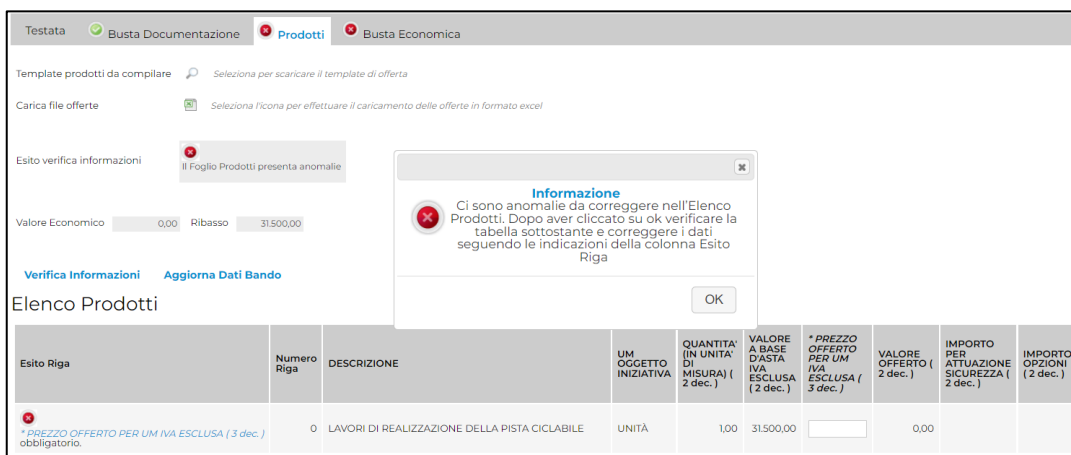 Testata Busta Documentazione Prodotti Busta Economica
Template prodotti da compilare Seleziona per scaricare il template di offerta
Carica file offerte Seleziona l'icona per effettuare il caricamento delle offerte in formato excel
Esito verifica informazioni
Il Foglio Prodotti presenta anomalie
Valore Economico 0,00 Ribasso 31.500,00
Informazione
Ci sono anomalie da correggere nell'Elenco
Prodotti. Dopo aver cliccato su ok verificare la
tabella sottostante e correggere i dati
seguendo le indicazioni della colonna Esito
Riga
OK
Verifica Informazioni Aggiorna Dati Bando
Elenco Prodotti
Esito Riga
Numero
Riga
DESCRIZIONE
UM
OGGETTO
INIZIATIVA
QUANTITA'
(IN UNITA'
DI
MISURA) (
2 dec. )
VALORE
A BASE
D'ASTA
IVA
ESCLUSA
( 2 dec. )
* PREZZO
OFFERTO
PER UM
IVA
ESCLUSA (
3 dec. )
VALORE
OFFERTO (
2 dec. )
IMPORTO
PER
ATTUAZIONE
SICUREZZA (
2 dec. )
IMPORTO
OPZIONI
( 2 dec. )
* PREZZO OFFERTO PER UM IVA ESCLUSA ( 3 dec. )
obbligatorio.
0 LAVORI DI REALIZZAZIONE DELLA PISTA CICLABILE UNITÀ 1,00 31.500,00 0,00